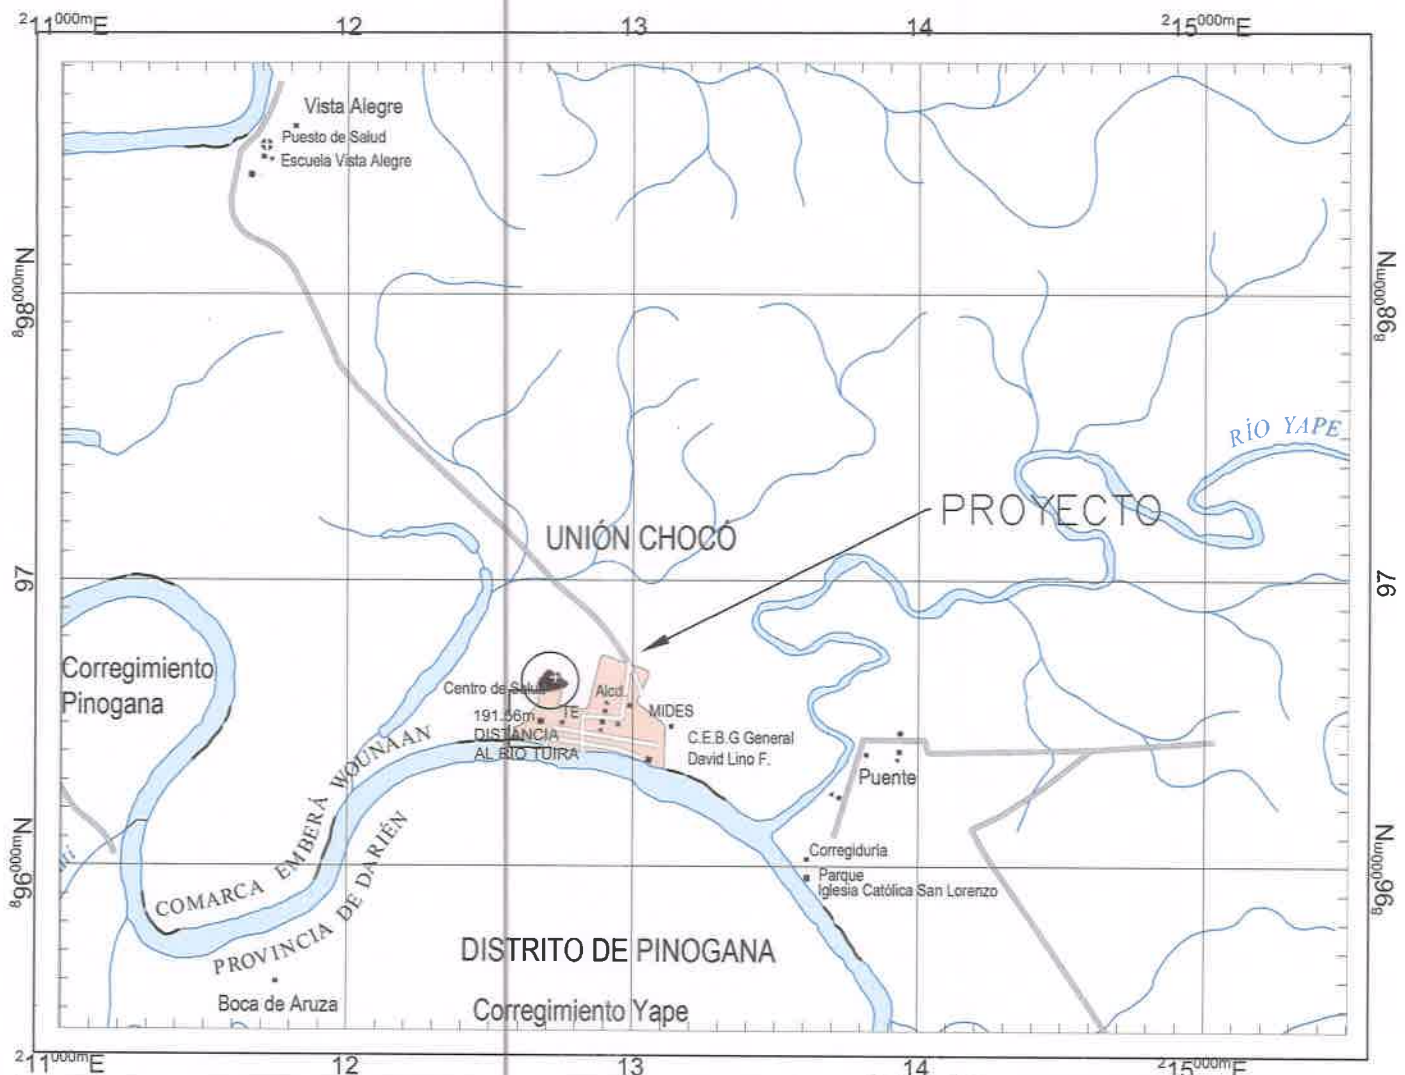 211000mE 12 13 14 215000mE
Vista Alegre
Puesto de Salud
Escuela Vista Alegre
898000mN
898000mN
RÍO YAPE
PROYECTO
UNIÓN CHOCÓ
97
97
Corregimiento
Pinogana
Centro de Salud
Alcd.
191.56m
TE
MIDES
DISTANCIA
AL RÍO TUIRA
C.E.B.G General
David Lino F.
Puente
COMARCA EMBERÁ WOUNAAN
PROVINCIA DE DARIÉN
Corregiduría
Parque
Iglesia Católica San Lorenzo
896000mN
896000mN
DISTRITO DE PINOGANA
Boca de Aruza
Corregimiento Yape
211000mE 12 13 14 215000mE